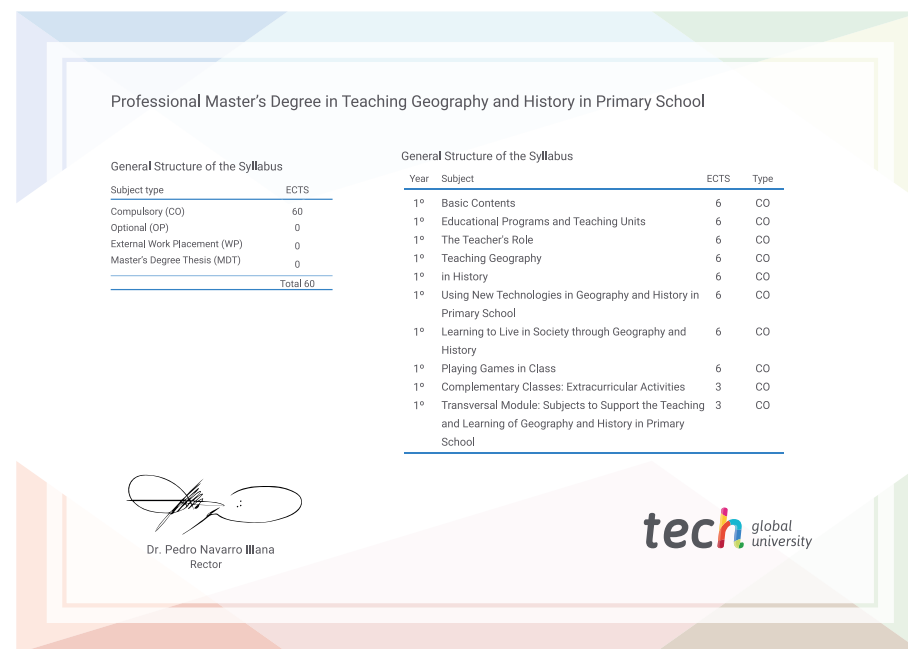 Professional Master's Degree in Teaching Geography and History in Primary School
General Structure of the Syllabus
Subject type ECTS
Compulsory (CO) 60
Optional (OP) 0
External Work Placement (WP) 0
Master's Degree Thesis (MDT) 0
Total 60
General Structure of the Syllabus
Year Subject ECTS Type
1º Basic Contents 6 CO
1º Educational Programs and Teaching Units 6 CO
1º The Teacher's Role 6 CO
1º Teaching Geography 6 CO
1º in History 6 CO
1º Using New Technologies in Geography and History in 6 CO
Primary School
1º Learning to Live in Society through Geography and 6 CO
History
1º Playing Games in Class 6 CO
1º Complementary Classes: Extracurricular Activities 3 CO
1º Transversal Module: Subjects to Support the Teaching 3 CO
and Learning of Geography and History in Primary
School
Dr. Pedro Navarro Illana
Rector
tech global
university